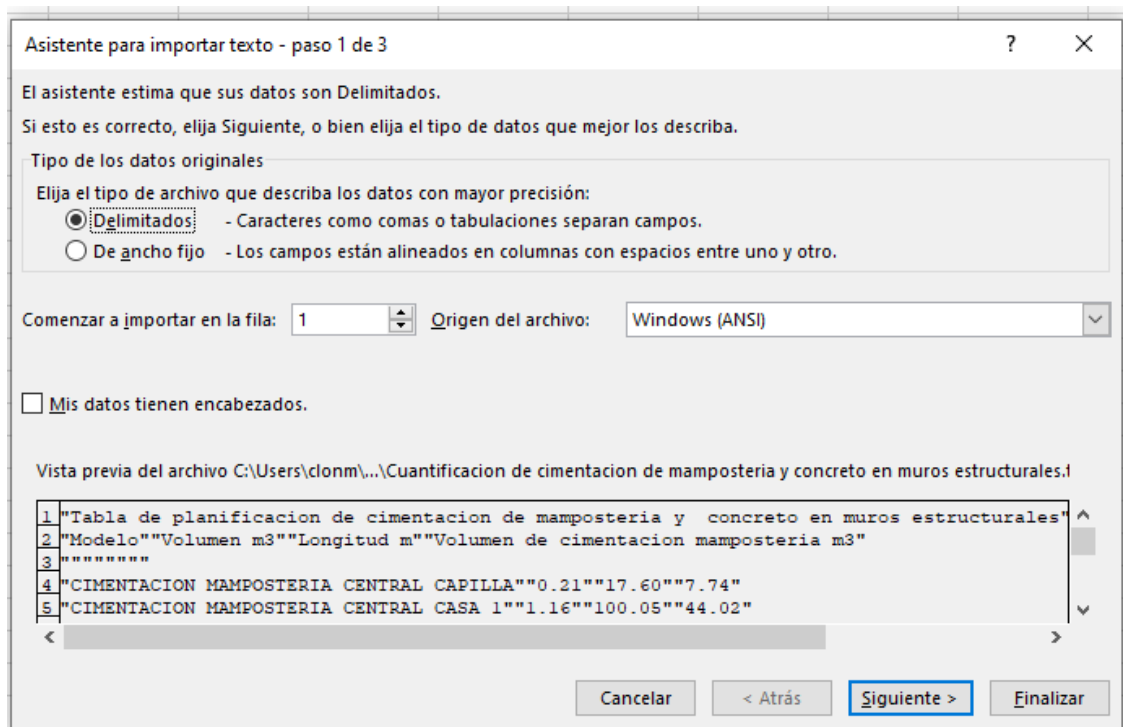 Asistente para importar texto - paso 1 de 3 ? ×
El asistente estima que sus datos son Delimitados.
Si esto es correcto, elija Siguiente, o bien elija el tipo de datos que mejor los describa.
Tipo de los datos originales
Elija el tipo de archivo que describa los datos con mayor precisión:
Delimitados - Caracteres como comas o tabulaciones separan campos.
De ancho fijo - Los campos están alineados en columnas con espacios entre uno y otro.
Comenzar a importar en la fila: 1 Origen del archivo: Windows (ANSI)
Mis datos tienen encabezados.
Vista previa del archivo C:\Users\clonm\...\Cuantificacion de cimentacion de mamposteria y concreto en muros estructurales.t
1 "Tabla de planificacion de cimentacion de mamposteria y  concreto en muros estructurales"
2 "Modelo""Volumen m3""Longitud m""Volumen de cimentacion mamposteria m3"
3 """"""""
4 "CIMENTACION MAMPOSTERIA CENTRAL CAPILLA""0.21""17.60""7.74"
5 "CIMENTACION MAMPOSTERIA CENTRAL CASA 1""1.16""100.05""44.02"
Cancelar < Atrás Siguiente > Finalizar